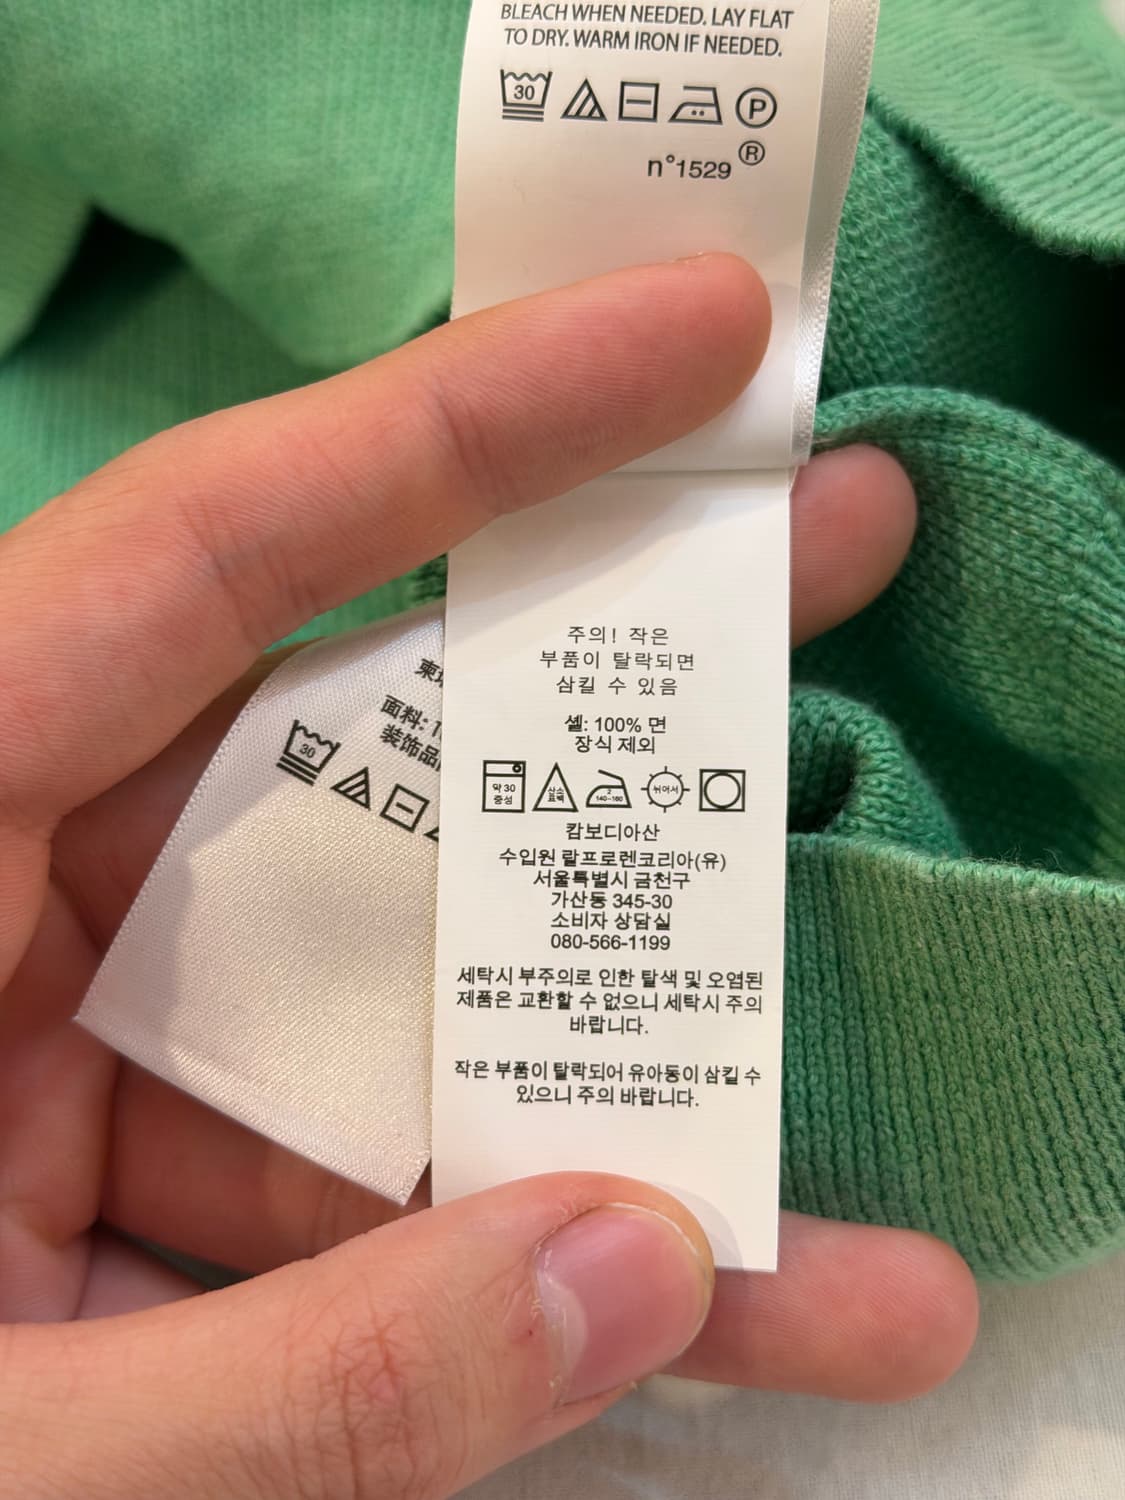 BLEACH WHEN NEEDED. LAY FLAT
TO DRY. WARM IRON IF NEEDED.
30
P
n°1529 ®
주의! 작은
부품이 탈락되면
삼킬 수 있음
셸: 100% 면
장식 제외
약 30
중성
산소
표백
2
140~160
뉘어서
캄보디아산
수입원 랄프로렌코리아(유)
서울특별시 금천구
가산동 345-30
소비자 상담실
080-566-1199
세탁시 부주의로 인한 탈색 및 오염된
제품은 교환할 수 없으니 세탁시 주의
바랍니다.
작은 부품이 탈락되어 유아동이 삼킬 수
있으니 주의 바랍니다.
柬
面料: 1
装饰品
30